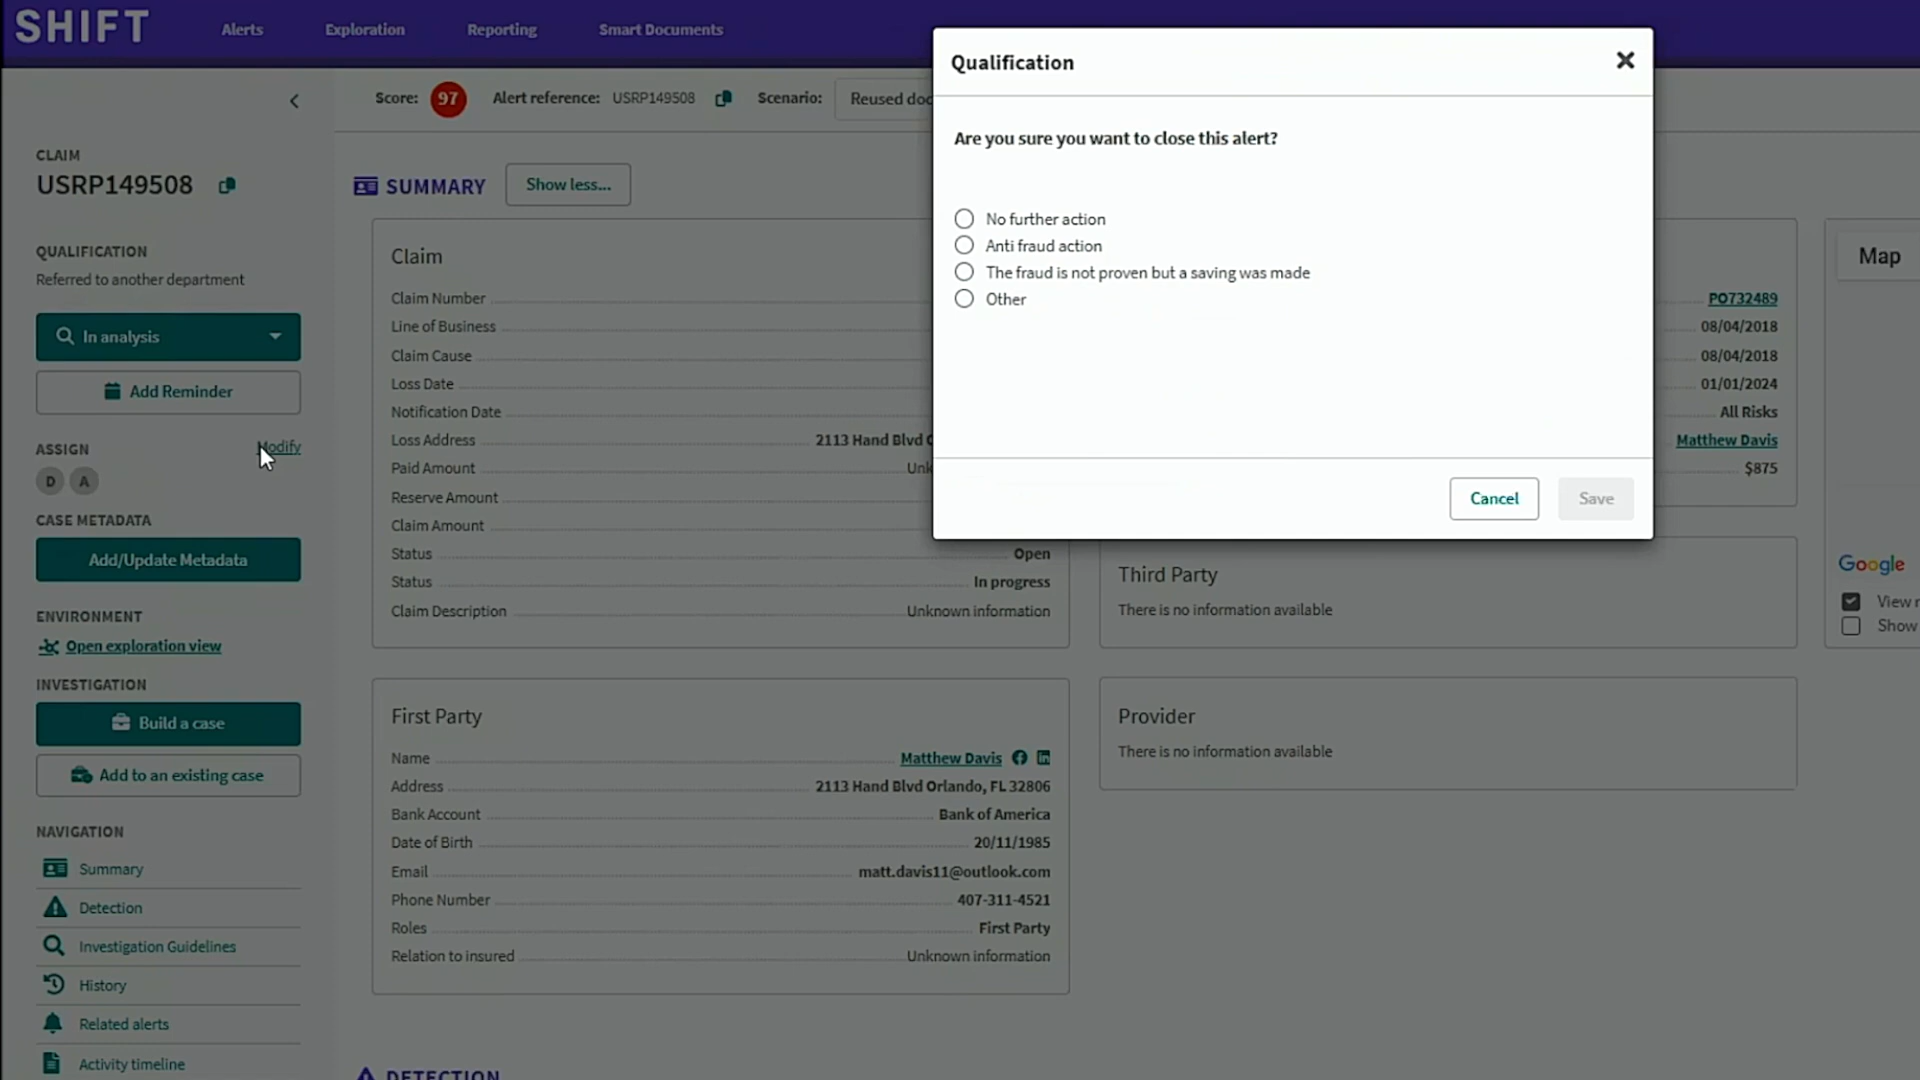 SHIFT
Alerts
Exploration
Reporting
Smart Documents
Score: 97 Alert reference: USRP149508 Scenario: Reused
CLAIM
USRP149508
QUALIFICATION
Referred to another department
In analysis
Add Reminder
ASSIGN Modify
D A
CASE METADATA
Add/Update Metadata
ENVIRONMENT
Open exploration view
INVESTIGATION
Build a case
Add to an existing case
NAVIGATION
Summary
Detection
Investigation Guidelines
History
Related alerts
Activity timeline
SUMMARY Show less...
Claim
Claim Number
Line of Business
Claim Cause
Loss Date
Notification Date
Loss Address 2113 Hand Blvd
Paid Amount
Reserve Amount
Claim Amount
Status Open
Status In progress
Claim Description Unknown information
First Party
Name Matthew Davis
Address 2113 Hand Blvd Orlando, FL 32806
Bank Account Bank of America
Date of Birth 20/11/1985
Email matt.davis11@outlook.com
Phone Number 407-311-4521
Roles First Party
Relation to insured Unknown information
Qualification
Are you sure you want to close this alert?
No further action
Anti fraud action
The fraud is not proven but a saving was made
Other
Cancel Save
PO732489
08/04/2018
08/04/2018
01/01/2024
All Risks
Matthew Davis
$875
Third Party
There is no information available
Provider
There is no information available
Map
Google
View
Show
DETECTION